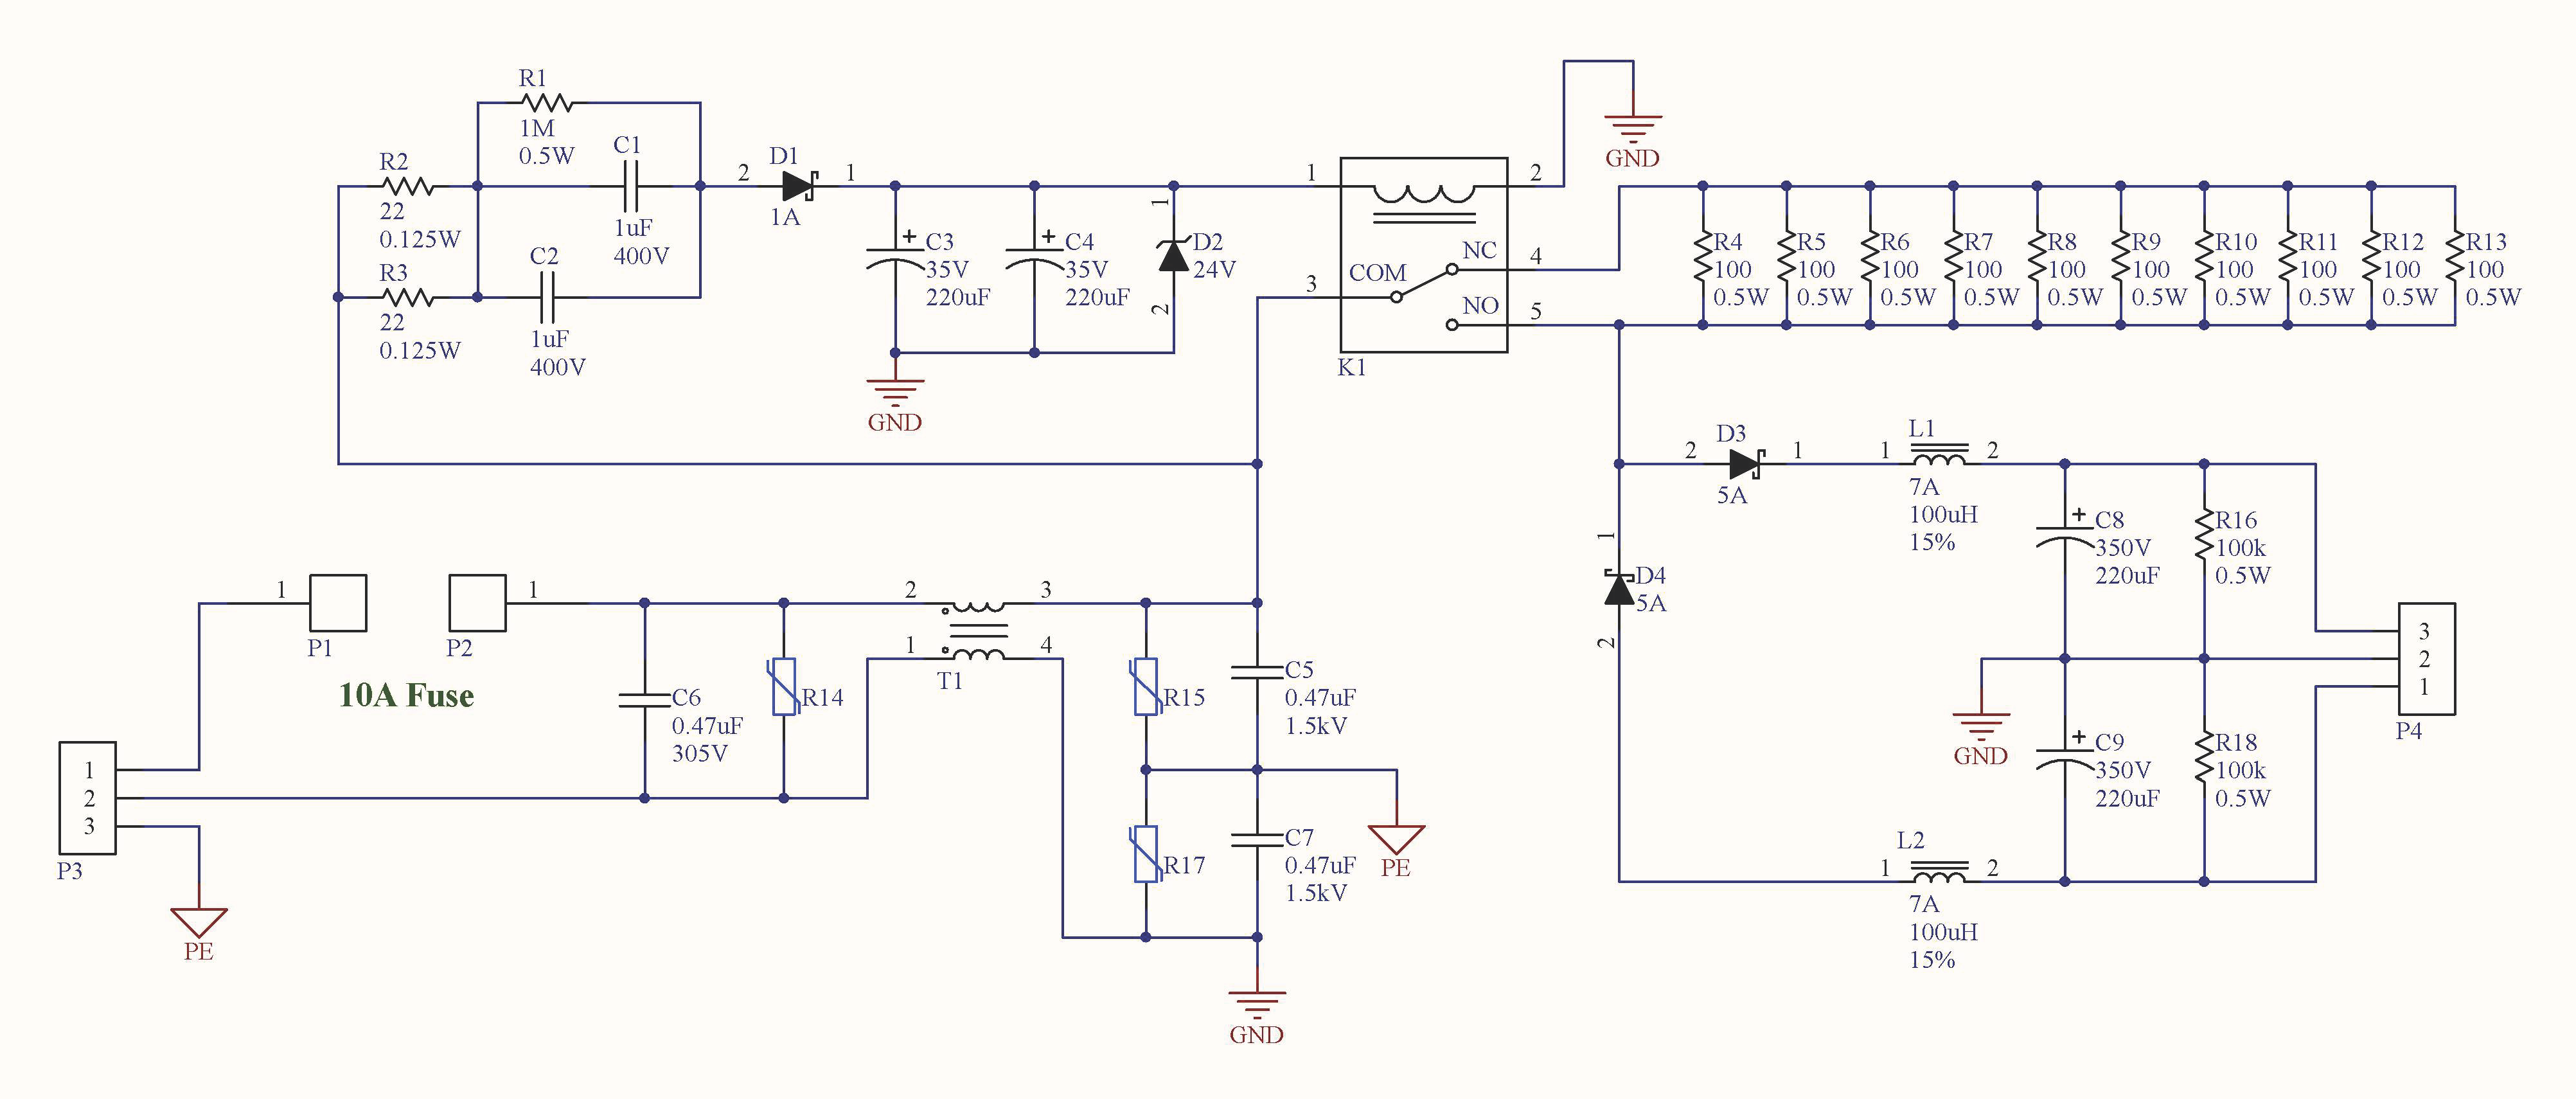 R1
1M
0.5W
R2
22
0.125W
C1
1uF
400V
R3
22
0.125W
C2
1uF
400V
2
D1
1
1A
+
C3
35V
220uF
+
C4
35V
220uF
1
D2
24V
2
GND
1
2
GND
COM
NC
4
3
NO
5
K1
R4
100
0.5W
R5
100
0.5W
R6
100
0.5W
R7
100
0.5W
R8
100
0.5W
R9
100
0.5W
R10
100
0.5W
R11
100
0.5W
R12
100
0.5W
R13
100
0.5W
2
D3
1
5A
1
L1
2
7A
100uH
15%
1
D4
5A
2
+
C8
350V
220uF
R16
100k
0.5W
GND
+
C9
350V
220uF
R18
100k
0.5W
3
2
1
P4
1
L2
2
7A
100uH
15%
1
P1
P2
1
10A Fuse
1
2
3
P3
PE
C6
0.47uF
305V
R14
2
3
1
4
T1
R15
C5
0.47uF
1.5kV
R17
C7
0.47uF
1.5kV
PE
GND